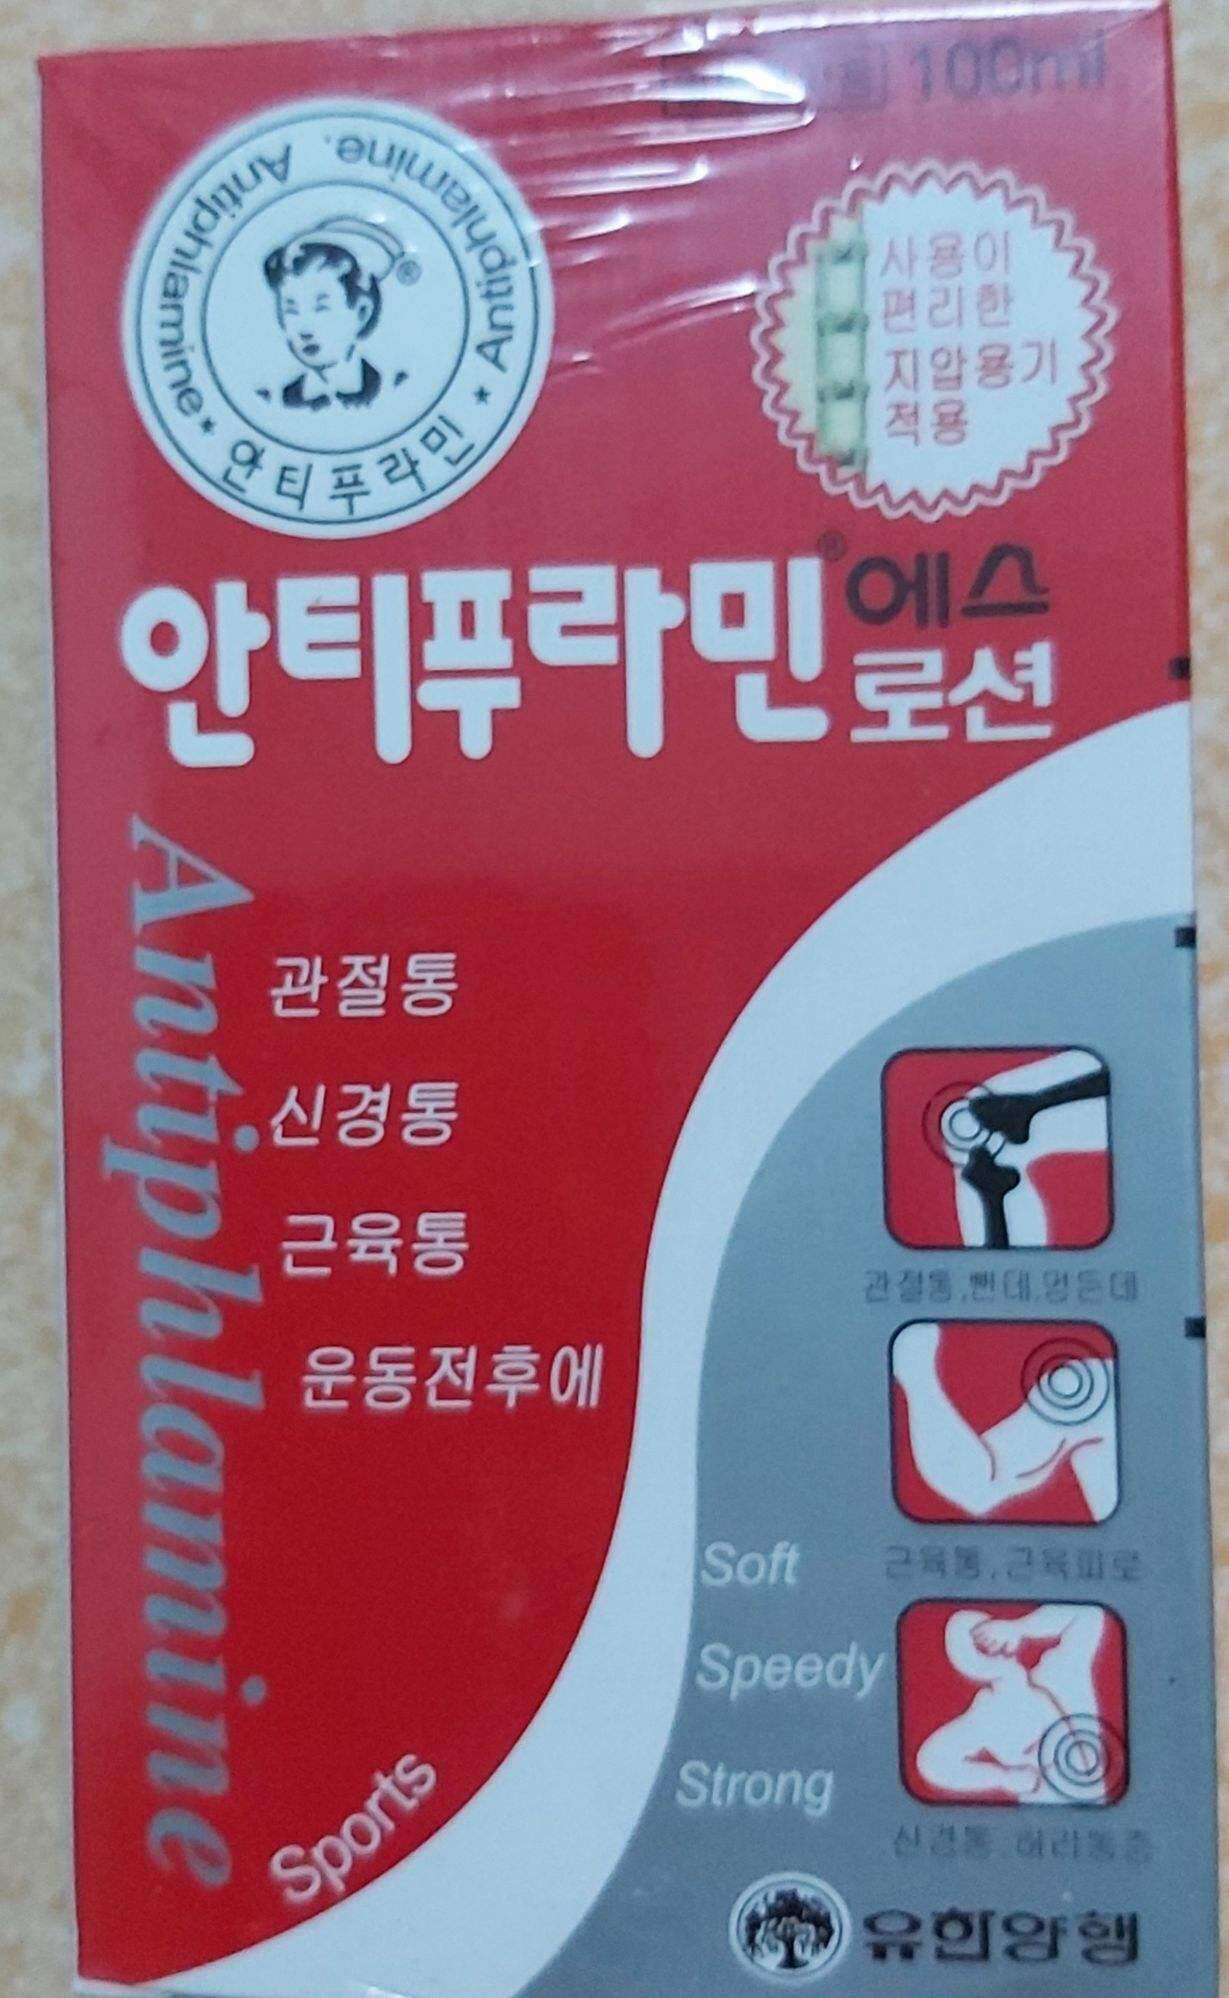 100ml
Antiphlamine. Antiphlamine ★ 안티푸라민 ★ Antiphlamine
사용이
편리한
지압용기
적용
안티푸라민® 에스
로션
Antiphlamine
관절통
신경통
근육통
운동전후에
관절통,삔데,멍든데
근육통,근육피로
신경통 허리통증
Soft
Speedy
Strong
Sports
유한양행